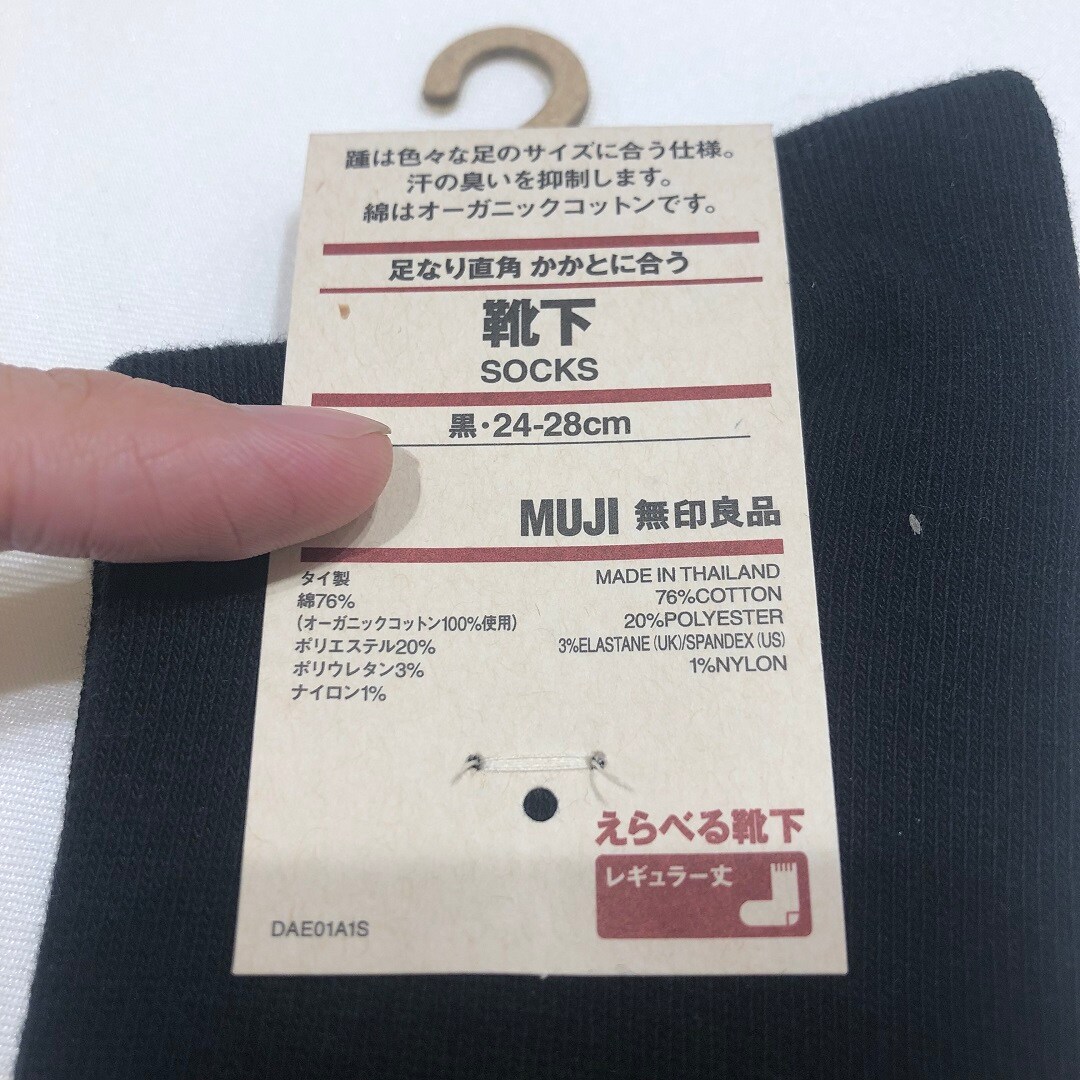 踵は色々な足のサイズに合う仕様。
汗の臭いを抑制します。
綿はオーガニックコットンです。
足なり直角 かかとに合う
靴下
SOCKS
黒・24-28cm
MUJI 無印良品
タイ製
綿76%
(オーガニックコットン100%使用)
ポリエステル20%
ポリウレタン3%
ナイロン1%
MADE IN THAILAND
76%COTTON
20%POLYESTER
3%ELASTANE (UK)/SPANDEX (US)
1%NYLON
えらべる靴下
レギュラー丈
DAE01A1S